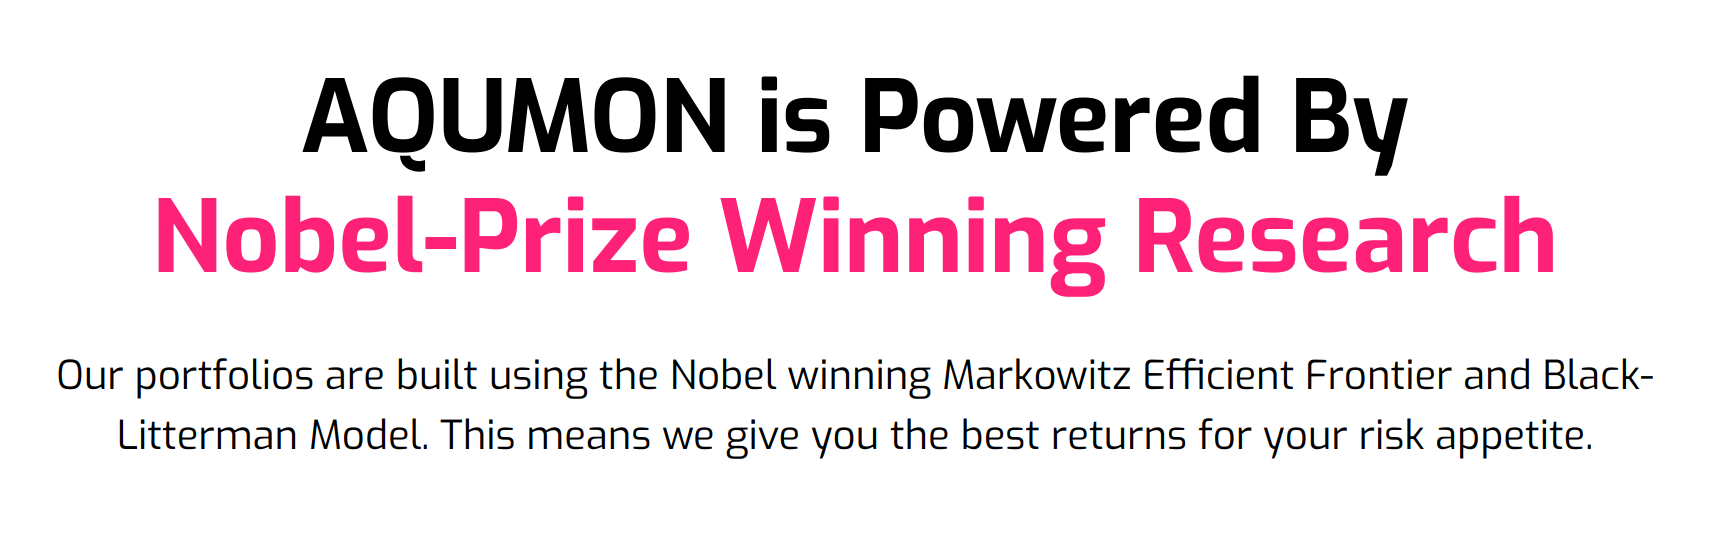 AQUMON is Powered By
Nobel-Prize Winning Research
Our portfolios are built using the Nobel winning Markowitz Efficient Frontier and Black-
Litterman Model. This means we give you the best returns for your risk appetite.